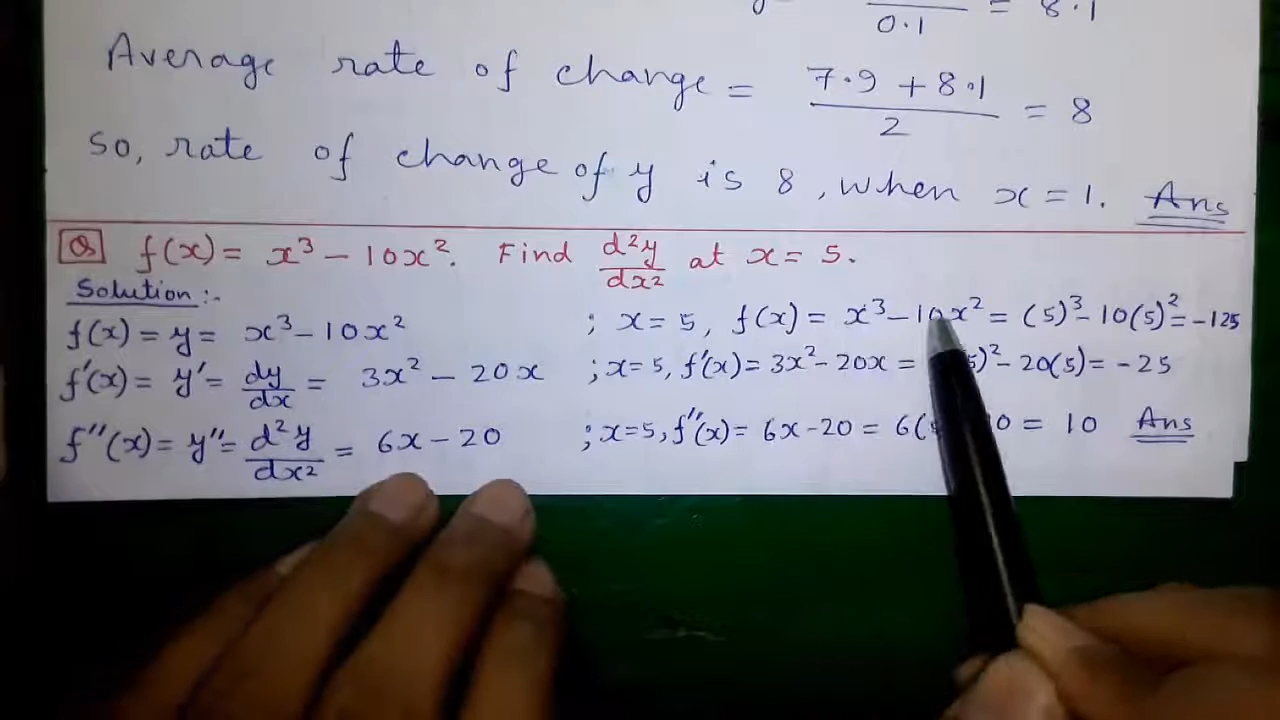 0.1 = 8.1
Average rate of change = 7.9 + 8.1 / 2 = 8
so, rate of change of y is 8, when x = 1. Ans
Q f(x) = x³ - 10x². Find d²y/dx² at x = 5.
Solution:-
f(x) = y = x³ - 10x² ; x = 5, f(x) = x³ - 10x² = (5)³ - 10(5)² = -125
f'(x) = y' = dy/dx = 3x² - 20x ; x = 5, f'(x) = 3x² - 20x = 5)² - 20(5) = -25
f''(x) = y'' = d²y/dx² = 6x - 20 ; x = 5, f''(x) = 6x - 20 = 6( 0 = 10 Ans